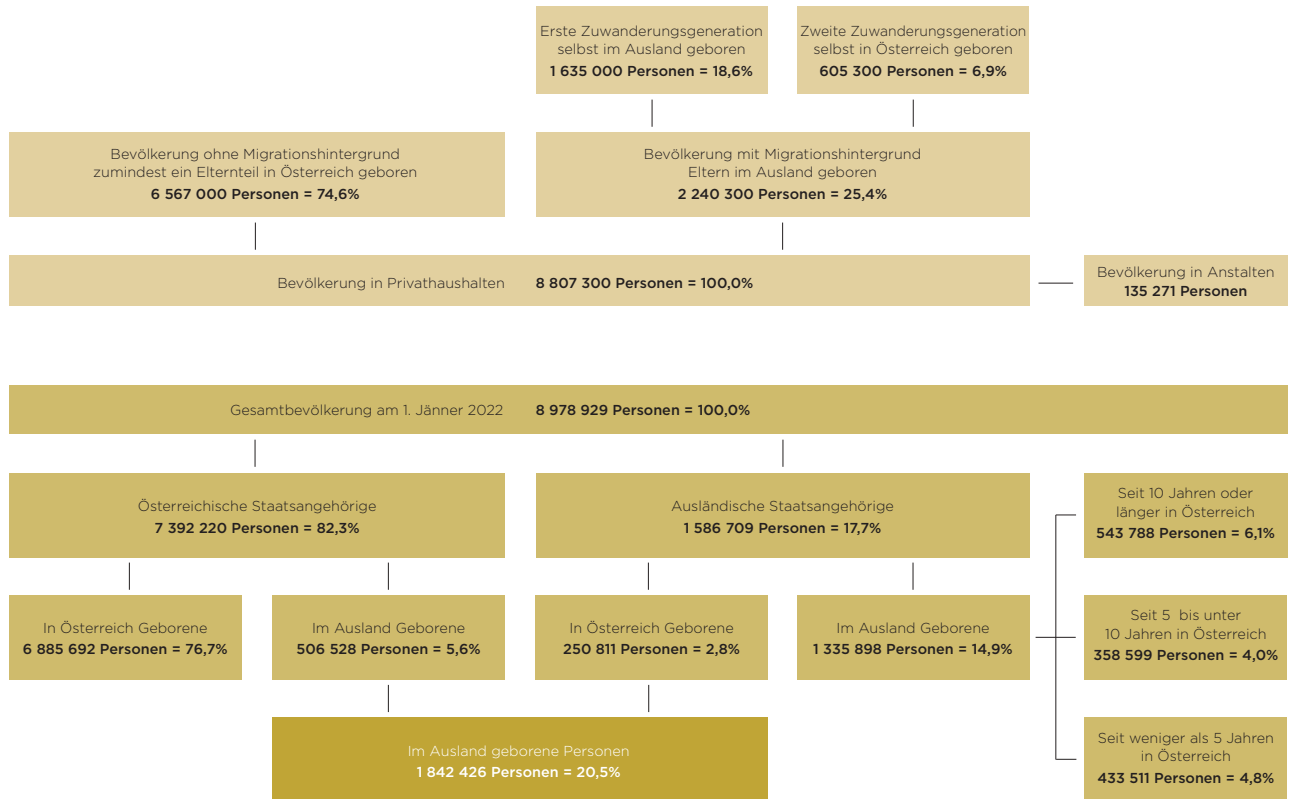 Erste Zuwanderungsgeneration
selbst im Ausland geboren
1 635 000 Personen = 18,6%
Zweite Zuwanderungsgeneration
selbst in Österreich geboren
605 300 Personen = 6,9%
Bevölkerung ohne Migrationshintergrund
zumindest ein Elternteil in Österreich geboren
6 567 000 Personen = 74,6%
Bevölkerung mit Migrationshintergrund
Eltern im Ausland geboren
2 240 300 Personen = 25,4%
Bevölkerung in Privathaushalten 8 807 300 Personen = 100,0%
Bevölkerung in Anstalten
135 271 Personen
Gesamtbevölkerung am 1. Jänner 2022 8 978 929 Personen = 100,0%
Österreichische Staatsangehörige
7 392 220 Personen = 82,3%
Ausländische Staatsangehörige
1 586 709 Personen = 17,7%
Seit 10 Jahren oder
länger in Österreich
543 788 Personen = 6,1%
In Österreich Geborene
6 885 692 Personen = 76,7%
Im Ausland Geborene
506 528 Personen = 5,6%
In Österreich Geborene
250 811 Personen = 2,8%
Im Ausland Geborene
1 335 898 Personen = 14,9%
Seit 5 bis unter
10 Jahren in Österreich
358 599 Personen = 4,0%
Im Ausland geborene Personen
1 842 426 Personen = 20,5%
Seit weniger als 5 Jahren
in Österreich
433 511 Personen = 4,8%